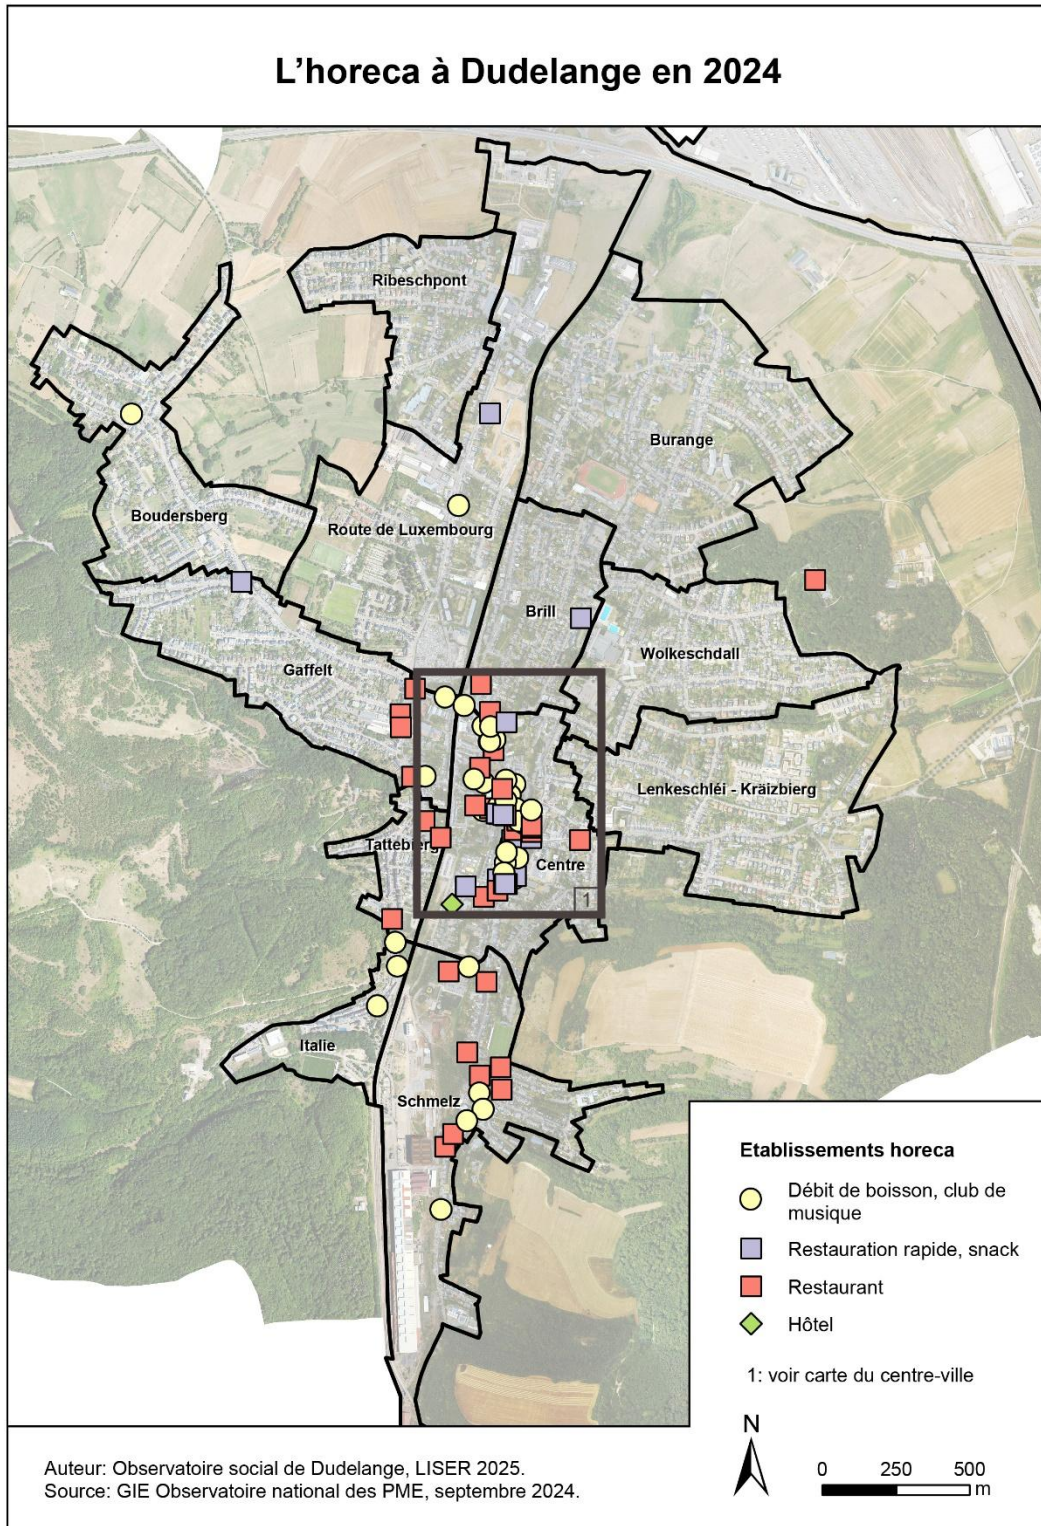 L'horeca à Dudelange en 2024
Ribeschpont
Burange
Boudersberg
Route de Luxembourg
Brill
Wolkeschdall
Gaffelt
Lenkeschléi - Kräizbierg
Tattebierg
Centre
1
Italie
Schmelz
Etablissements horeca
Débit de boisson, club de
musique
Restauration rapide, snack
Restaurant
Hôtel
1: voir carte du centre-ville
N
0 250 500
m
Auteur: Observatoire social de Dudelange, LISER 2025.
Source: GIE Observatoire national des PME, septembre 2024.